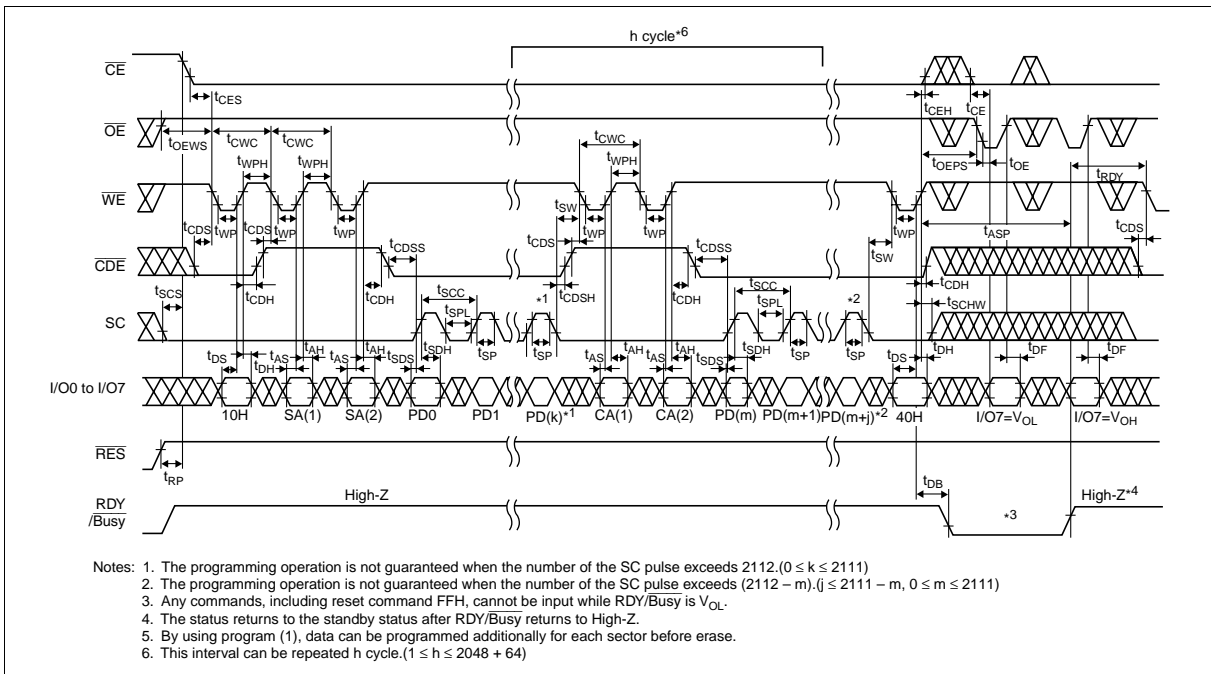 h cycle*6
CE
tCES
tCEH
tCE
OE
tOEWS
tCWC
tCWC
tCWC
tOEPS
tOE
tWPH
tWPH
tWPH
tRDY
WE
tCDS
tWP
tCDS
tWP
tWP
tSW
tCDS
tWP
tWP
tWP
tASP
tCDS
CDE
tCDSS
tCDSS
tSW
tSCS
tCDH
tCDH
tCDSH
tCDH
tCDH
tSCHW
SC
tSCC
tSPL
*1
tSCC
tSPL
*2
tDS
tDH
tAS
tAH
tAS
tAH
tSDS
tSDH
tSP
tSP
tAS
tAH
tAS
tAH
tSDS
tSDH
tSP
tSP
tDS
tDH
tDF
tDF
I/O0 to I/O7
10H
SA(1)
SA(2)
PD0
PD1
PD(k)*1
CA(1)
CA(2)
PD(m)
PD(m+1)
PD(m+j)*2
40H
I/O7=VOL
I/O7=VOH
RES
tRP
tDB
RDY
/Busy
High-Z
*3
High-Z*4
Notes: 1. The programming operation is not guaranteed when the number of the SC pulse exceeds 2112.(0 ≤ k ≤ 2111)
2. The programming operation is not guaranteed when the number of the SC pulse exceeds (2112 – m).(j ≤ 2111 – m, 0 ≤ m ≤ 2111)
3. Any commands, including reset command FFH, cannot be input while RDY/Busy is VOL.
4. The status returns to the standby status after RDY/Busy returns to High-Z.
5. By using program (1), data can be programmed additionally for each sector before erase.
6. This interval can be repeated h cycle.(1 ≤ h ≤ 2048 + 64)